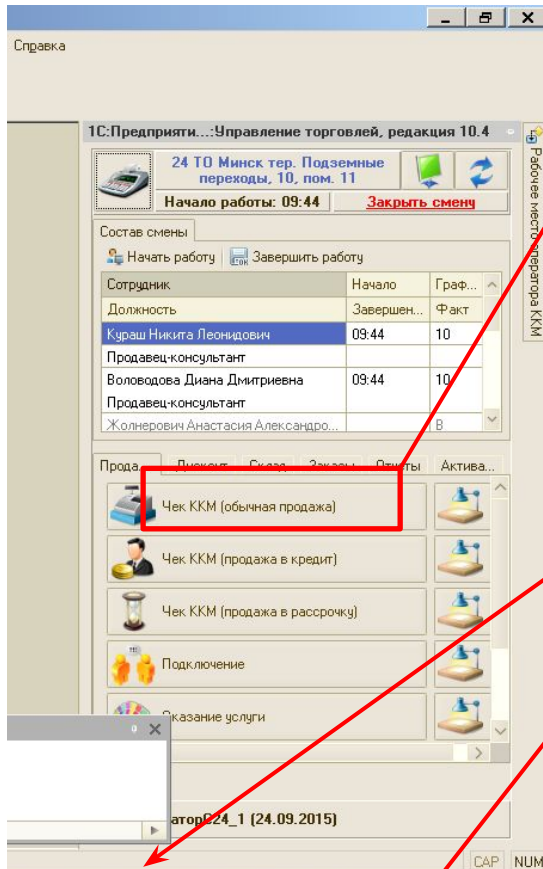 Справка
1С:Предприяти...:Управление торговлей, редакция 10.4
24 ТО Минск тер. Подземные
переходы, 10, пом. 11
Начало работы: 09:44
Закрыть смену
Состав смены
Начать работу
Завершить работу
Сотрудник Начало Граф...
Должность Завершен... Факт
Кураш Никита Леонидович 09:44 10
Продавец-консультант
Воловодова Диана Дмитриевна 09:44 10
Продавец-консультант
Жолнерович Анастасия Александро... В
Прода... Дисконт Склад Заказы Отчеты Актива...
Чек ККМ (обычная продажа)
Чек ККМ (продажа в кредит)
Чек ККМ (продажа в рассрочку)
Подключение
Оказание услуги
аторС24_1 (24.09.2015)
CAP NUM
Рабочее место оператора ККМ